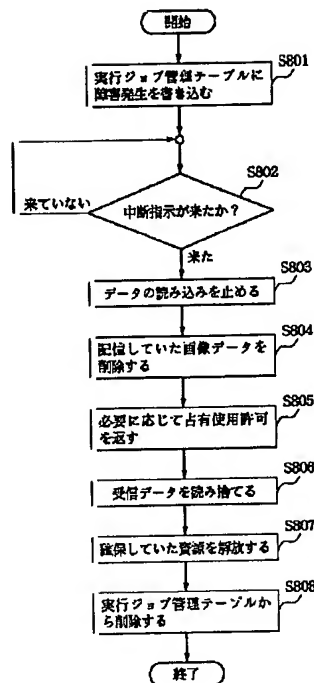 開始
S801
実行ジョブ管理テーブルに
障害発生を書き込む
S802
中断指示が来たか？
来ていない
来た
S803
データの読み込みを止める
S804
配信していた画像データを
削除する
S805
必要に応じて占有使用許可
を返す
S806
受信データを読み捨てる
S807
確保していた資源を解放する
S808
実行ジョブ管理テーブルから
削除する
終了